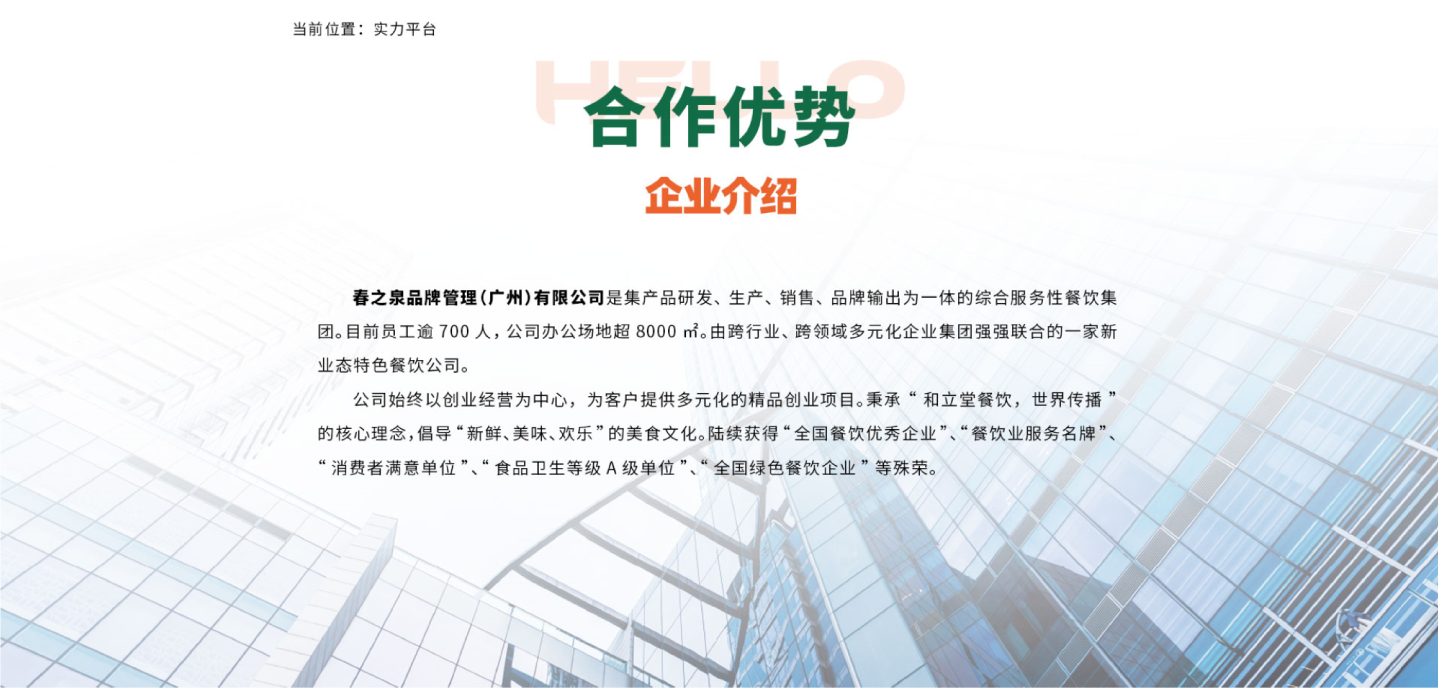 当前位置：实力平台
HELLO
合作优势
企业介绍
春之泉品牌管理（广州）有限公司是集产品研发、生产、销售、品牌输出为一体的综合服务性餐饮集
团。目前员工逾 700 人，公司办公场地超 8000 ㎡。由跨行业、跨领域多元化企业集团强强联合的一家新
业态特色餐饮公司。
公司始终以创业经营为中心，为客户提供多元化的精品创业项目。秉承“和立堂餐饮，世界传播”
的核心理念，倡导“新鲜、美味、欢乐”的美食文化。陆续获得“全国餐饮优秀企业”、“餐饮业服务名牌”、
“消费者满意单位”、“食品卫生等级 A 级单位”、“全国绿色餐饮企业”等殊荣。